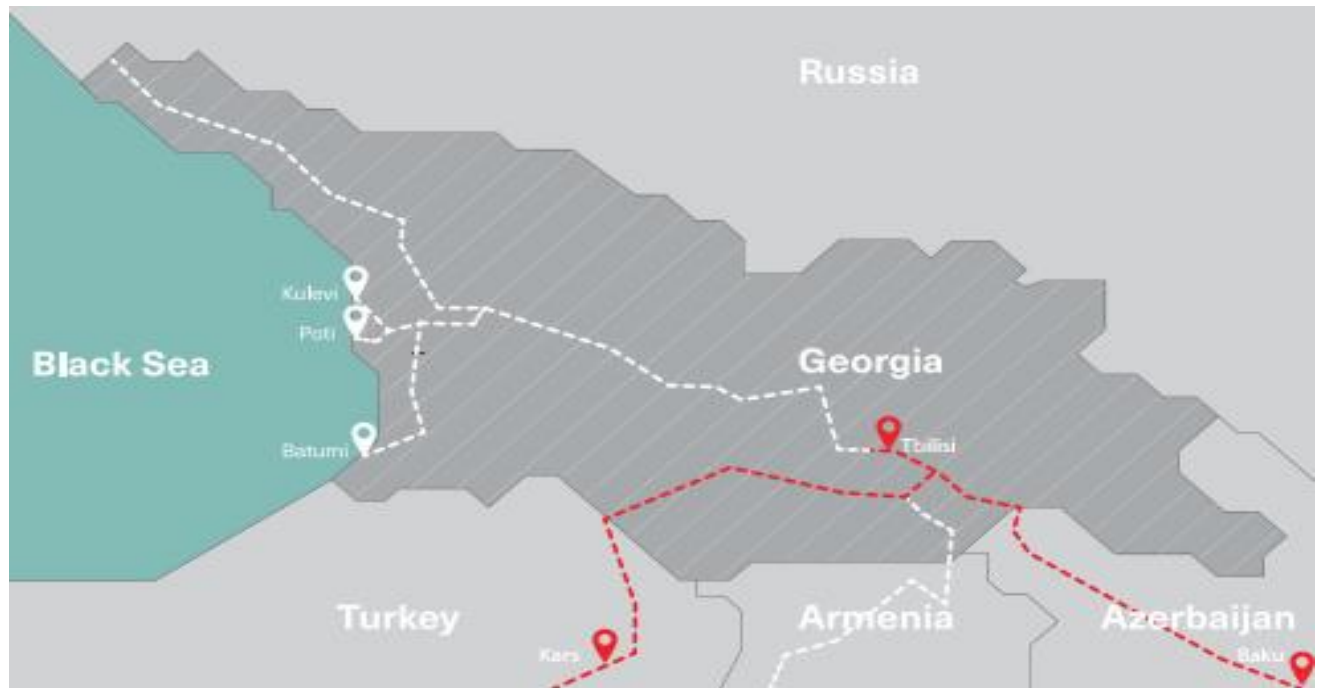 Russia
Kulevi
Poti
Black Sea
Georgia
Batumi
Tbilisi
Turkey
Armenia
Azerbaijan
Kars
Baku